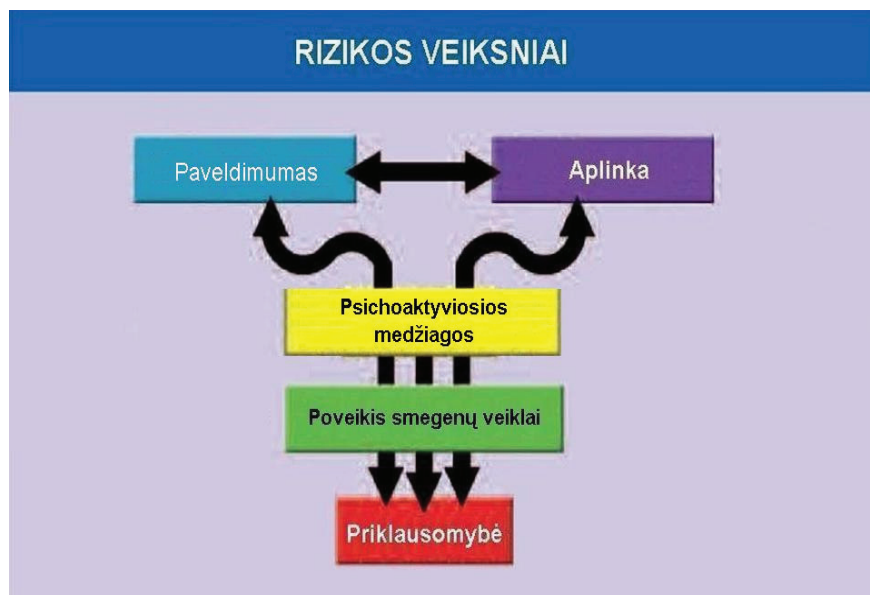 RIZIKOS VEIKSNIAI
Paveldimumas
Aplinka
Psichoaktyviosios
medžiagos
Poveikis smegenų veiklai
Priklausomybė